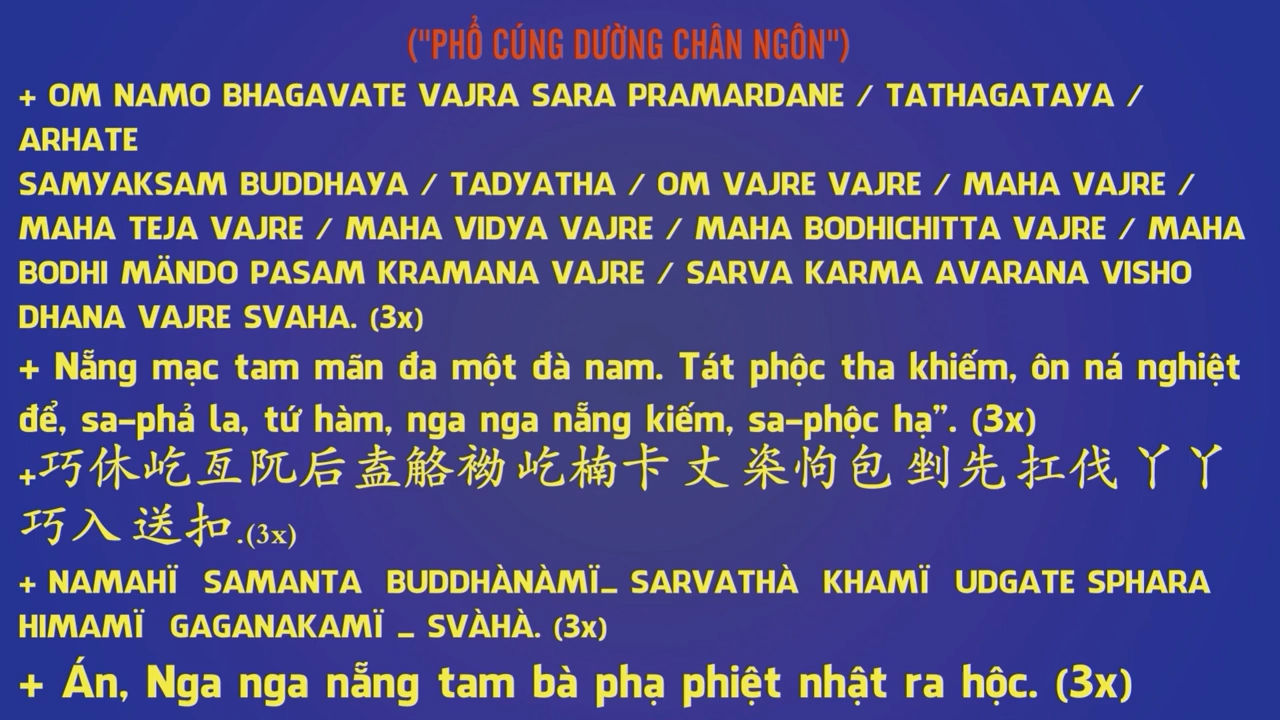 ("PHỔ CÚNG DƯỜNG CHÂN NGÔN")
+ OM NAMO BHAGAVATE VAJRA SARA PRAMARDANE / TATHAGATAYA /
ARHATE
SAMYAKSAM BUDDHAYA / TADYATHA / OM VAJRE VAJRE / MAHA VAJRE /
MAHA TEJA VAJRE / MAHA VIDYA VAJRE / MAHA BODHICHITTA VAJRE / MAHA
BODHI MÄNDO PASAM KRAMANA VAJRE / SARVA KARMA AVARANA VISHO
DHANA VAJRE SVAHA. (3x)
+ Nẵng mạc tam mãn đa một đà nam. Tát phộc tha khiếm, ôn ná nghiệt
để, sa-phả la, tứ hàm, nga nga nẵng kiếm, sa-phộc hạ”. (3x)
+巧休屹亙阢后盍觡袎 屹楠卡 丈 桼怐包 剉先 扛伐 丫丫
巧入 送扣.(3x)
+ NAMAHÏ SAMANTA BUDDHÀNÀMÏ_ SARVATHÀ KHAMÏ UDGATE SPHARA
HIMAMÏ GAGANAKAMÏ _ SVÀHÀ. (3x)
+ Án, Nga nga nẵng tam bà phạ phiệt nhật ra hộc. (3x)